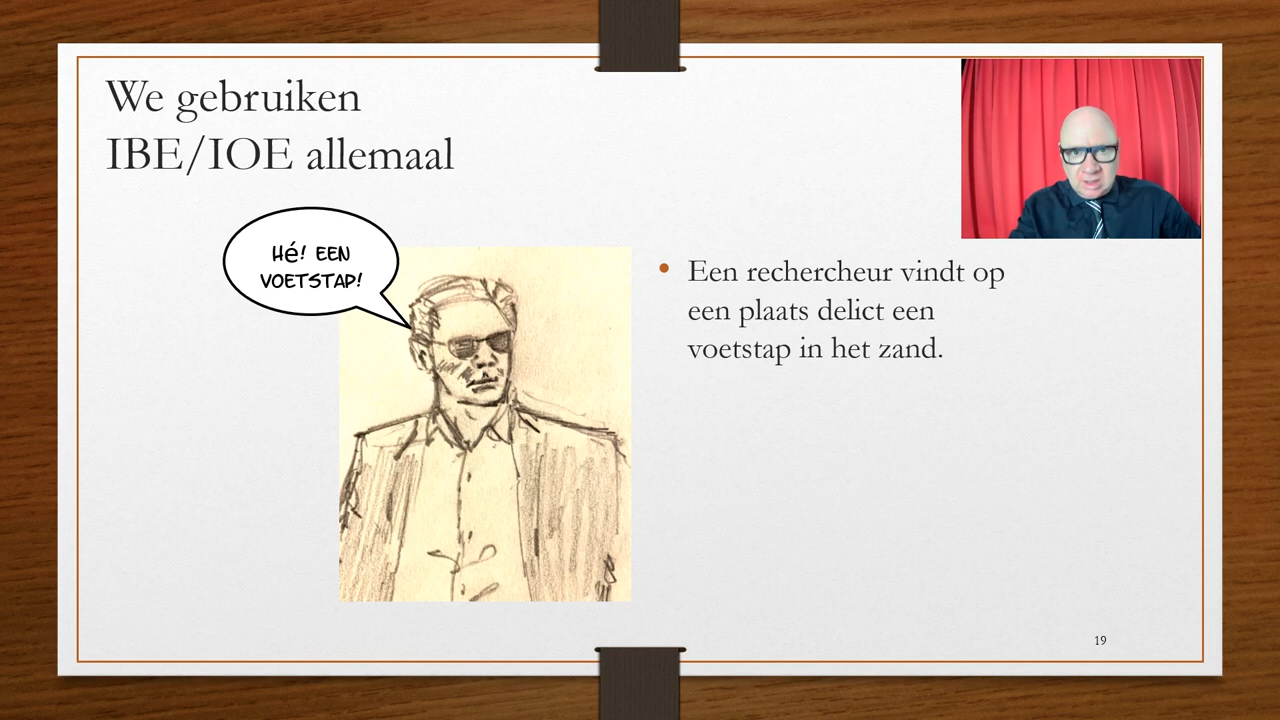 We gebruiken
IBE/IOE allemaal
Hé! EEN
VOETSTAP!
• Een rechercheur vindt op
een plaats delict een
voetstap in het zand.
19